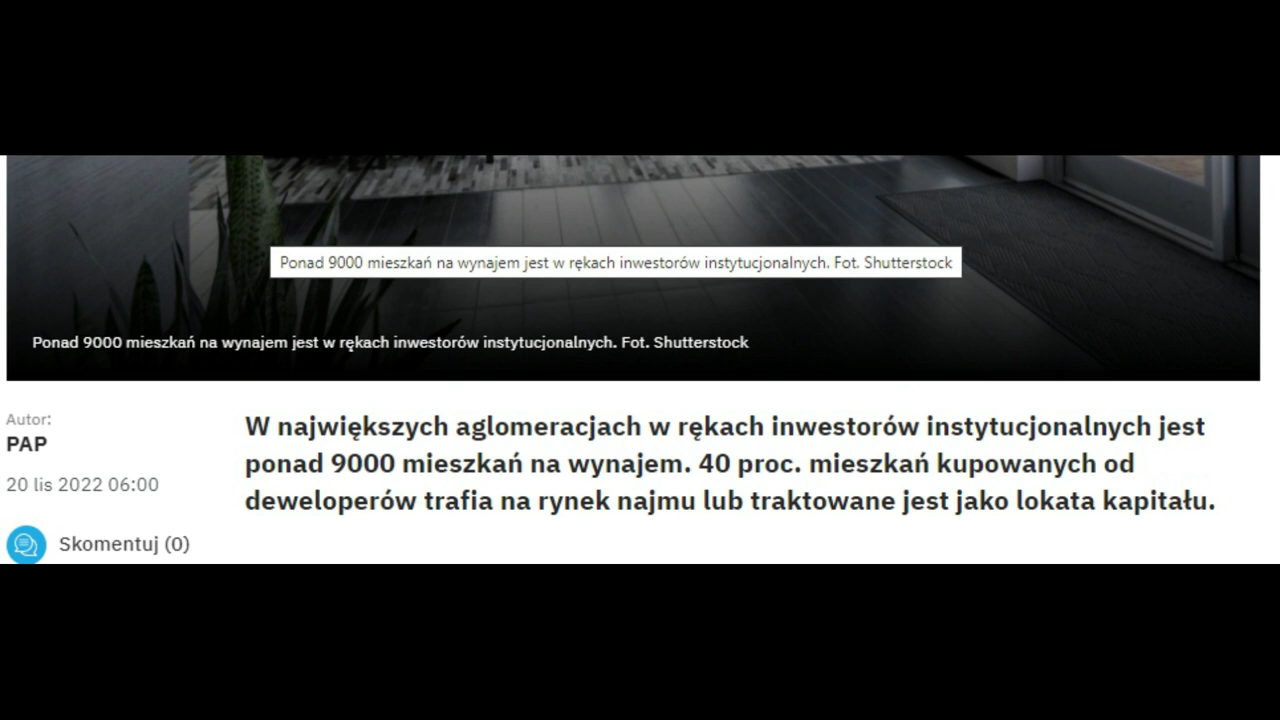 Ponad 9000 mieszkań na wynajem jest w rękach inwestorów instytucjonalnych. Fot. Shutterstock
Ponad 9000 mieszkań na wynajem jest w rękach inwestorów instytucjonalnych. Fot. Shutterstock
Autor:
PAP
20 lis 2022 06:00
Skomentuj (0)
W największych aglomeracjach w rękach inwestorów instytucjonalnych jest
ponad 9000 mieszkań na wynajem. 40 proc. mieszkań kupowanych od
deweloperów trafia na rynek najmu lub traktowane jest jako lokata kapitału.